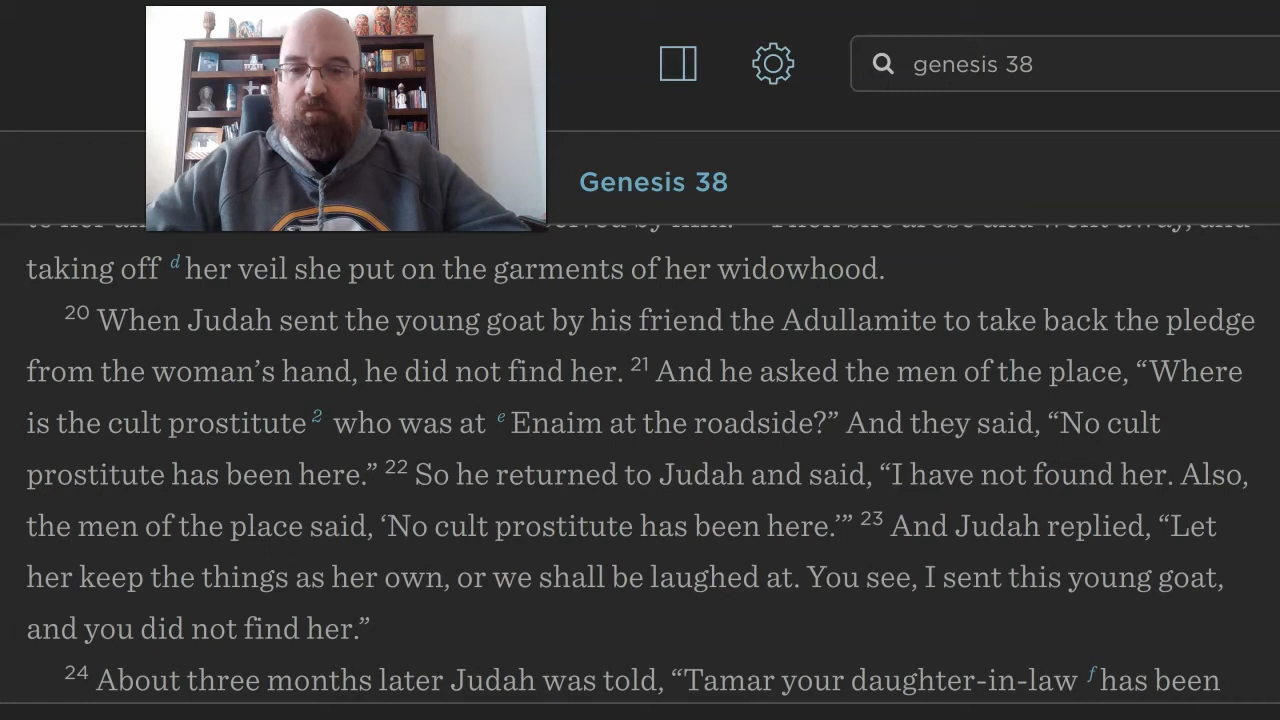 genesis 38
Genesis 38
taking off d her veil she put on the garments of her widowhood.
20 When Judah sent the young goat by his friend the Adullamite to take back the pledge
from the woman’s hand, he did not find her. 21 And he asked the men of the place, “Where
is the cult prostitute 2 who was at e Enaim at the roadside?” And they said, “No cult
prostitute has been here.” 22 So he returned to Judah and said, “I have not found her. Also,
the men of the place said, ‘No cult prostitute has been here.’” 23 And Judah replied, “Let
her keep the things as her own, or we shall be laughed at. You see, I sent this young goat,
and you did not find her.”
24 About three months later Judah was told, “Tamar your daughter-in-law f has been